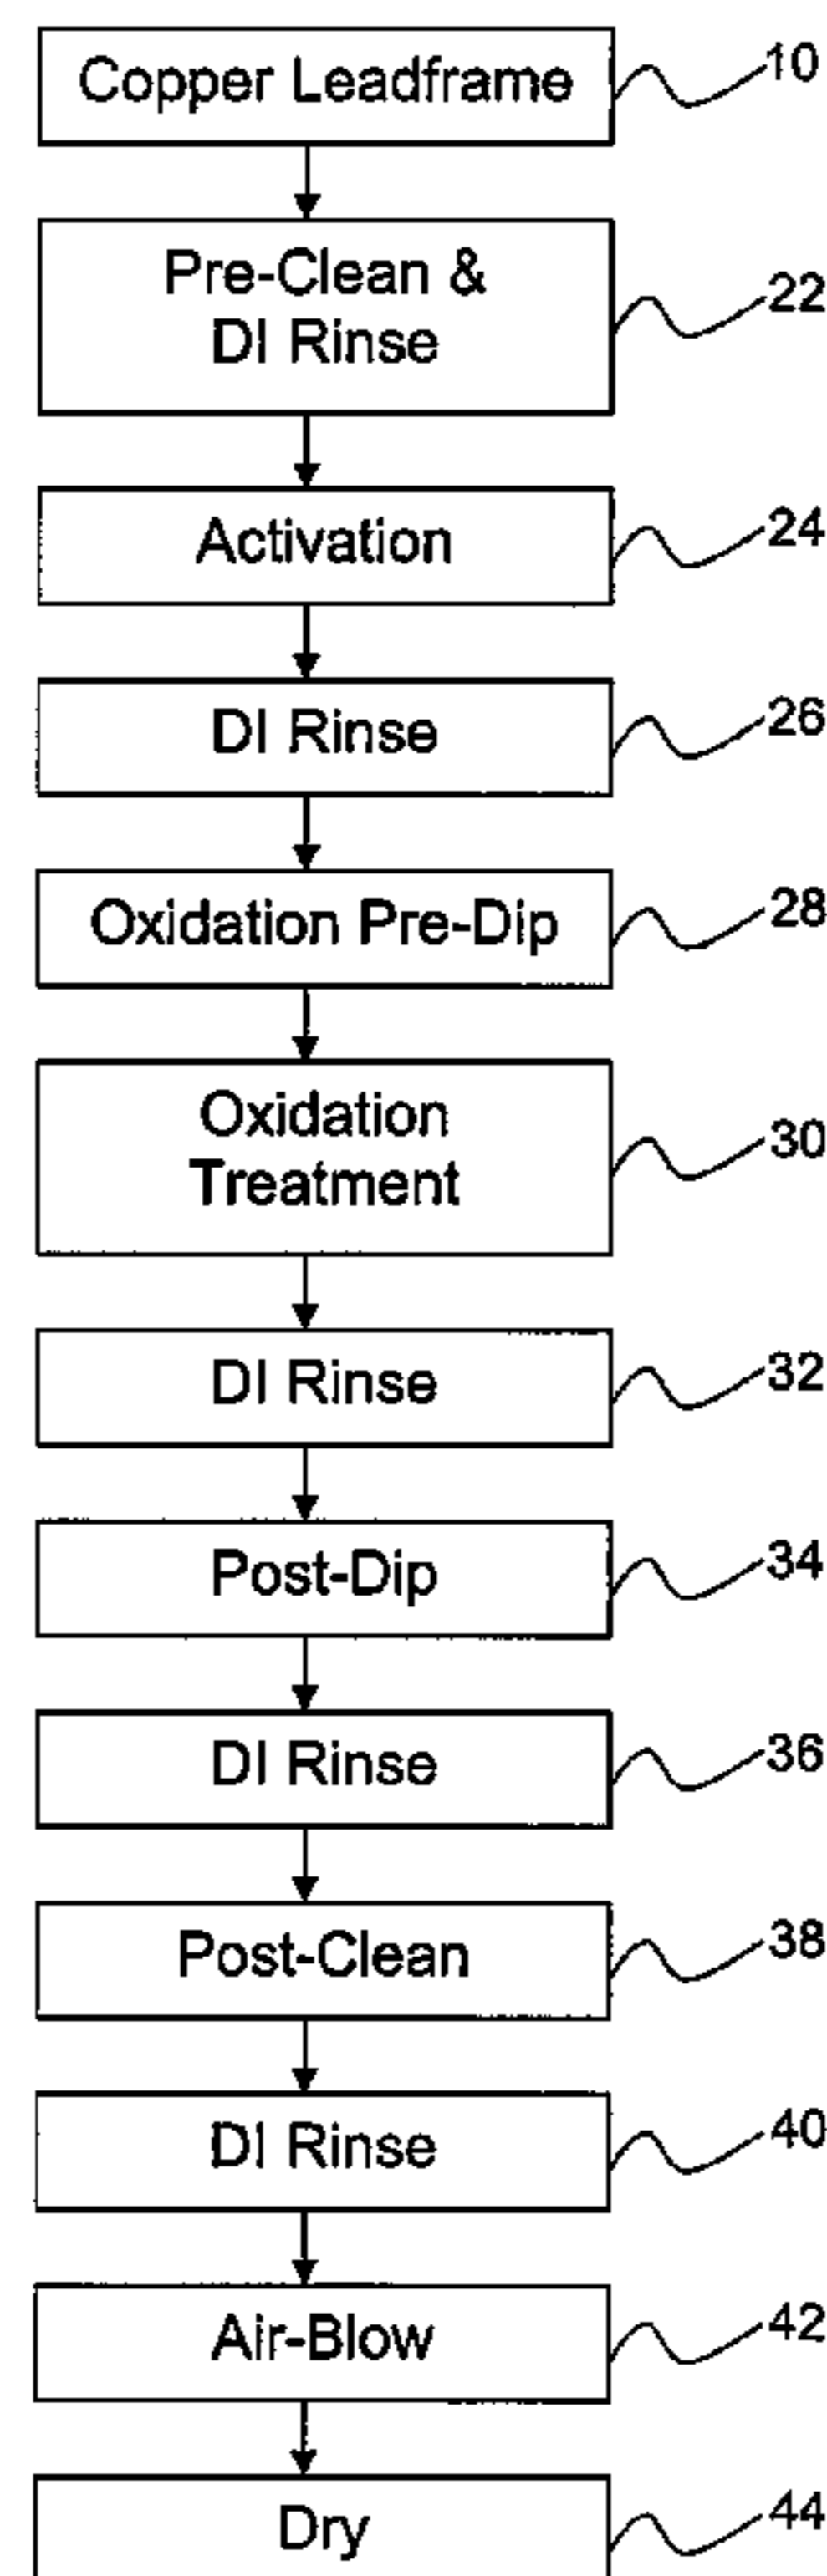 Copper Leadframe
10
Pre-Clean &
DI Rinse
22
Activation
24
DI Rinse
26
Oxidation Pre-Dip
28
Oxidation
Treatment
30
DI Rinse
32
Post-Dip
34
DI Rinse
36
Post-Clean
38
DI Rinse
40
Air-Blow
42
Dry
44